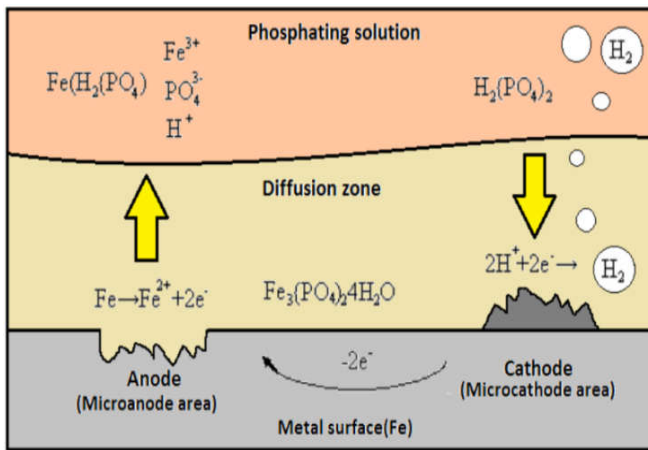 Phosphating solution
Fe³⁺
Fe(H₂(PO₄) PO₄³⁻ H₂(PO₄)₂ H₂
H⁺
Diffusion zone
2H⁺+2e⁻→ H₂
Fe→Fe²⁺+2e⁻ Fe₃(PO₄)₂4H₂O
Anode -2e⁻ Cathode
(Microanode area) (Microcathode area)
Metal surface(Fe)